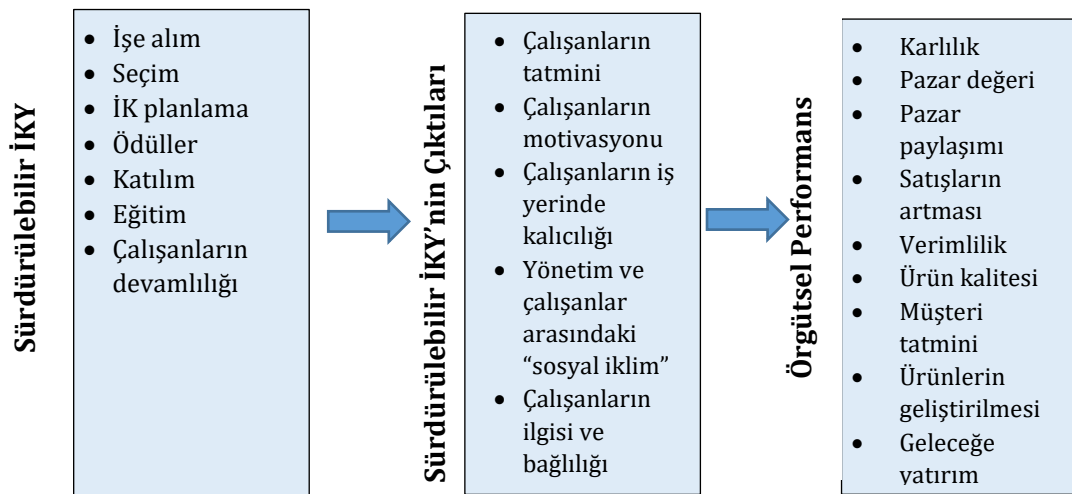 Sürdürülebilir İKY
• İşe alım
• Seçim
• İK planlama
• Ödüller
• Katılım
• Eğitim
• Çalışanların
devamlılığı
Sürdürülebilir İKY’nin Çıktıları
• Çalışanların
tatmini
• Çalışanların
motivasyonu
• Çalışanların iş
yerinde
kalıcılığı
• Yönetim ve
çalışanlar
arasındaki
“sosyal iklim”
• Çalışanların
ilgisi ve
bağlılığı
Örgütsel Performans
• Karlılık
• Pazar değeri
• Pazar
paylaşımı
• Satışların
artması
• Verimlilik
• Ürün kalitesi
• Müşteri
tatmini
• Ürünlerin
geliştirilmesi
• Geleceğe
yatırım